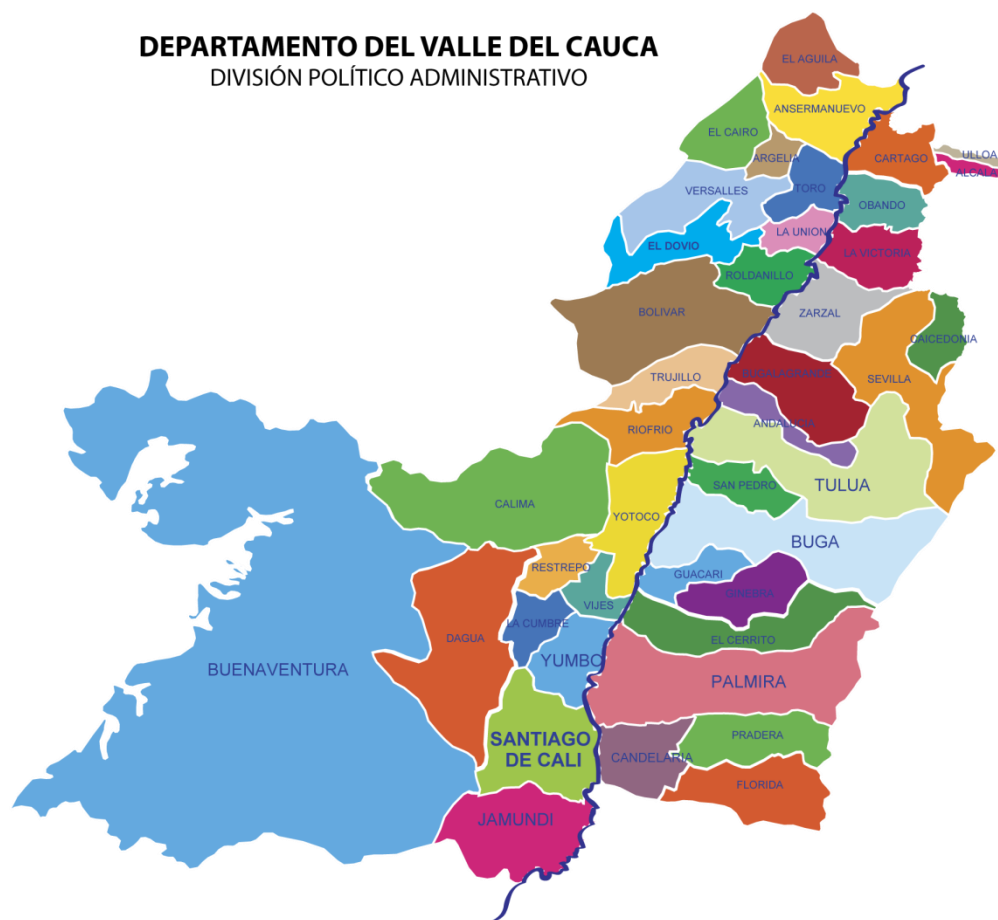 DEPARTAMENTO DEL VALLE DEL CAUCA
DIVISIÓN POLÍTICO ADMINISTRATIVO
EL AGUILA
ANSERMANUEVO
EL CAIRO
ARGELIA
CARTAGO
ULLOA
ALCALA
VERSALLES
TORO
OBANDO
LA UNION
EL DOVIO
LA VICTORIA
ROLDANILLO
BOLIVAR
ZARZAL
CAICEDONIA
TRUJILLO
BUGALAGRANDE
SEVILLA
RIOFRIO
ANDALUCIA
SAN PEDRO
TULUA
CALIMA
YOTOCO
BUGA
RESTREPO
GUACARI
GINEBRA
VIJES
LA CUMBRE
DAGUA
EL CERRITO
BUENAVENTURA
YUMBO
PALMIRA
SANTIAGO
DE CALI
PRADERA
CANDELARIA
FLORIDA
JAMUNDI